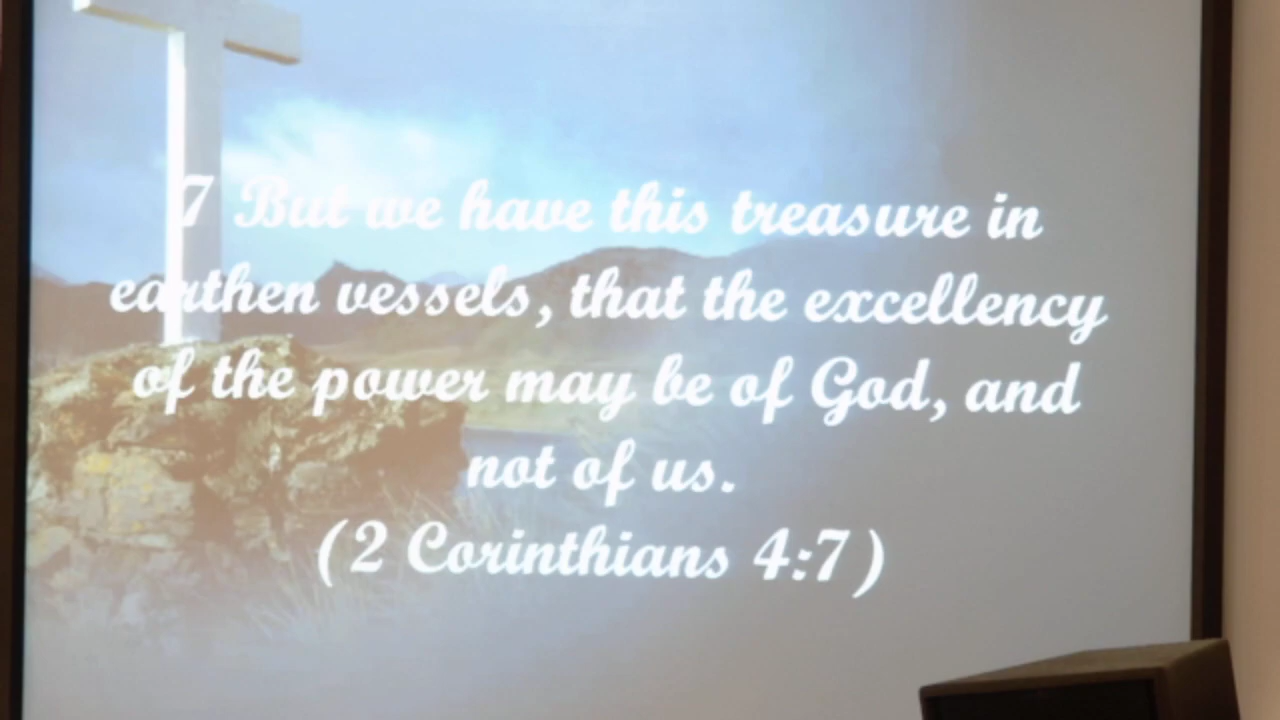 7 But we have this treasure in
earthen vessels, that the excellency
of the power may be of God, and
not of us.
(2 Corinthians 4:7)